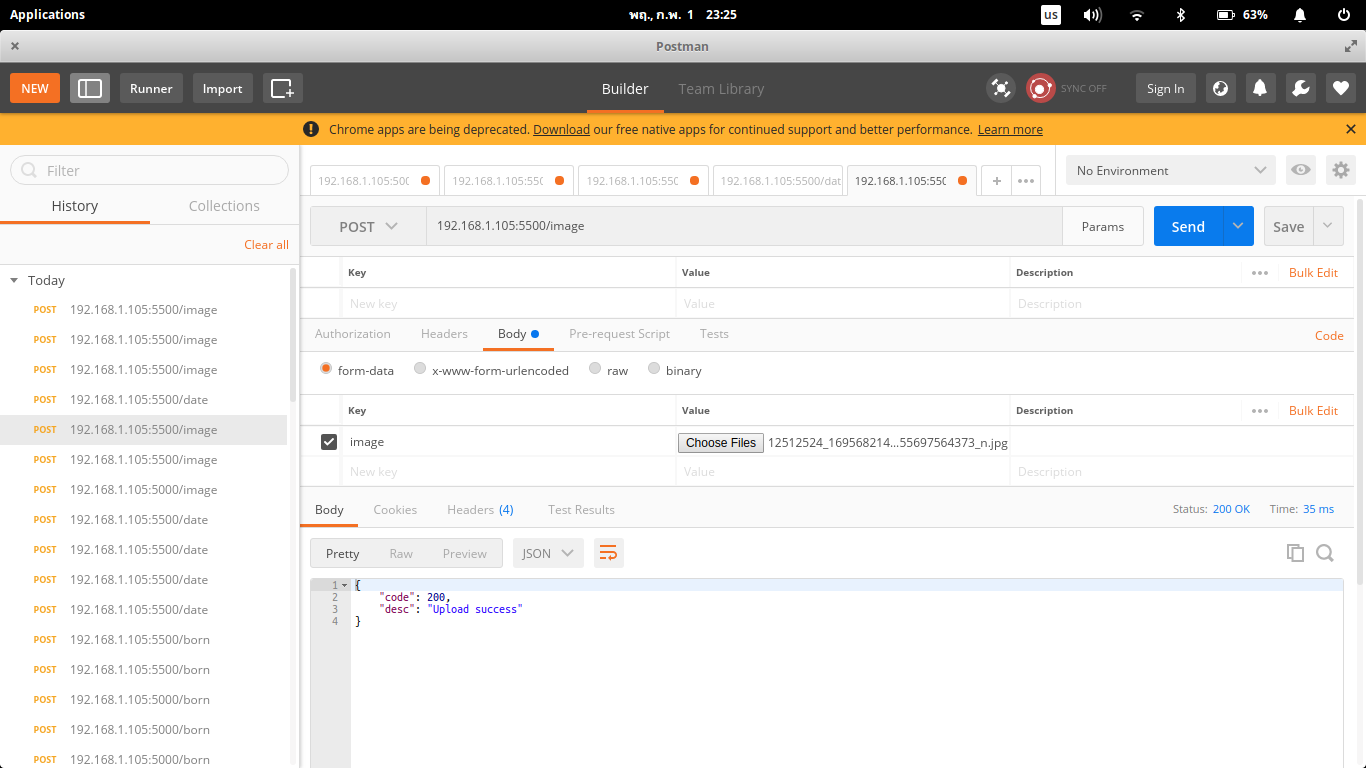 Applications พฤ., ก.พ. 1 23:25 us 63%
Postman
NEW Runner Import Builder Team Library SYNC OFF Sign In
Chrome apps are being deprecated. Download our free native apps for continued support and better performance. Learn more
Filter
History Collections
Clear all
Today
POST 192.168.1.105:5500/image
POST 192.168.1.105:5500/image
POST 192.168.1.105:5500/image
POST 192.168.1.105:5500/date
POST 192.168.1.105:5500/image
POST 192.168.1.105:5500/image
POST 192.168.1.105:5000/image
POST 192.168.1.105:5500/date
POST 192.168.1.105:5500/date
POST 192.168.1.105:5500/date
POST 192.168.1.105:5500/date
POST 192.168.1.105:5500/born
POST 192.168.1.105:5500/born
POST 192.168.1.105:5000/born
POST 192.168.1.105:5000/born
POST 192.168.1.105:5000/born
192.168.1.105:500 192.168.1.105:550 192.168.1.105:550 192.168.1.105:5500/dat 192.168.1.105:550 + •••
No Environment
POST 192.168.1.105:5500/image Params Send Save
Key Value Description ••• Bulk Edit
New key Value Description
Authorization Headers Body Pre-request Script Tests Code
form-data x-www-form-urlencoded raw binary
Key Value Description ••• Bulk Edit
image Choose Files 12512524_169568214...55697564373_n.jpg
New key Value Description
Body Cookies Headers (4) Test Results Status: 200 OK Time: 35 ms
Pretty Raw Preview JSON
1 {
2 "code": 200,
3 "desc": "Upload success"
4 }